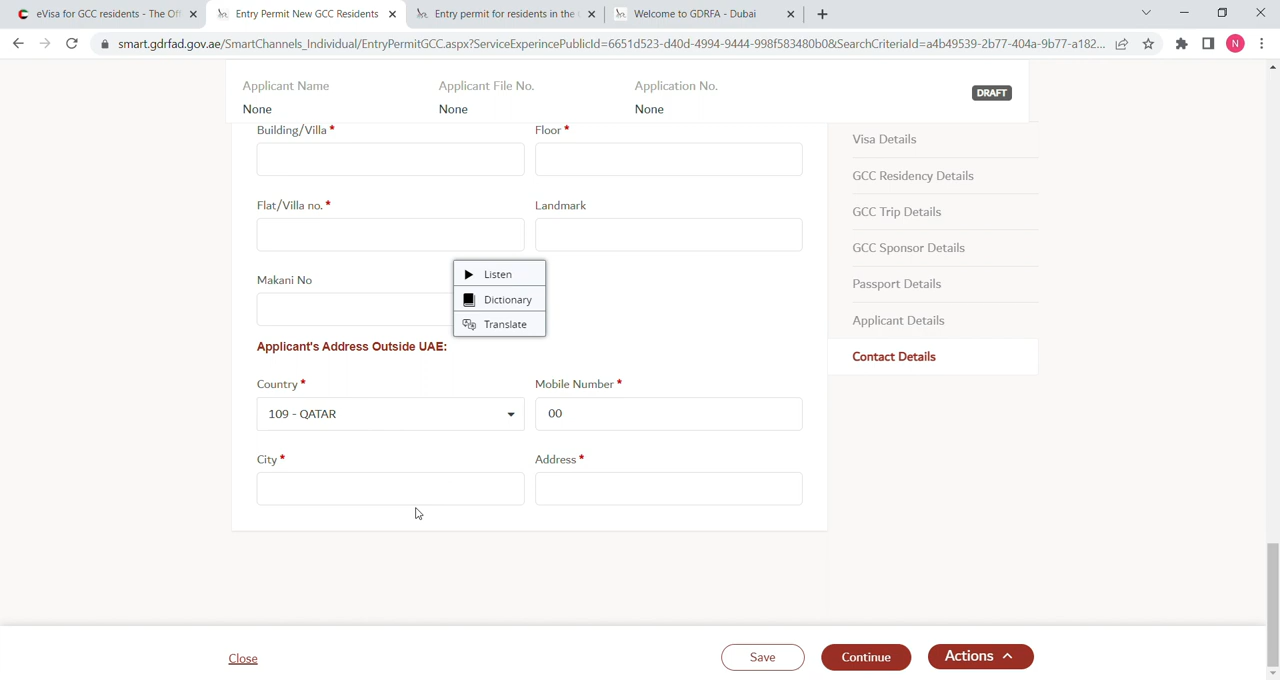 eVisa for GCC residents - The Off
Entry Permit New GCC Residents
Entry permit for residents in the
Welcome to GDRFA - Dubai
smart.gdrfad.gov.ae/SmartChannels_Individual/EntryPermitGCC.aspx?ServiceExperincePublicId=6651d523-d40d-4994-9444-998f583480b0&SearchCriteriaId=a4b49539-2b77-404a-9b77-a182...
N
Applicant Name Applicant File No. Application No.
None None None
DRAFT
Building/Villa * Floor *
Flat/Villa no. * Landmark
Makani No
Listen
Dictionary
Translate
Applicant's Address Outside UAE:
Country * Mobile Number *
109 - QATAR 00
City * Address *
Visa Details
GCC Residency Details
GCC Trip Details
GCC Sponsor Details
Passport Details
Applicant Details
Contact Details
Close Save Continue Actions